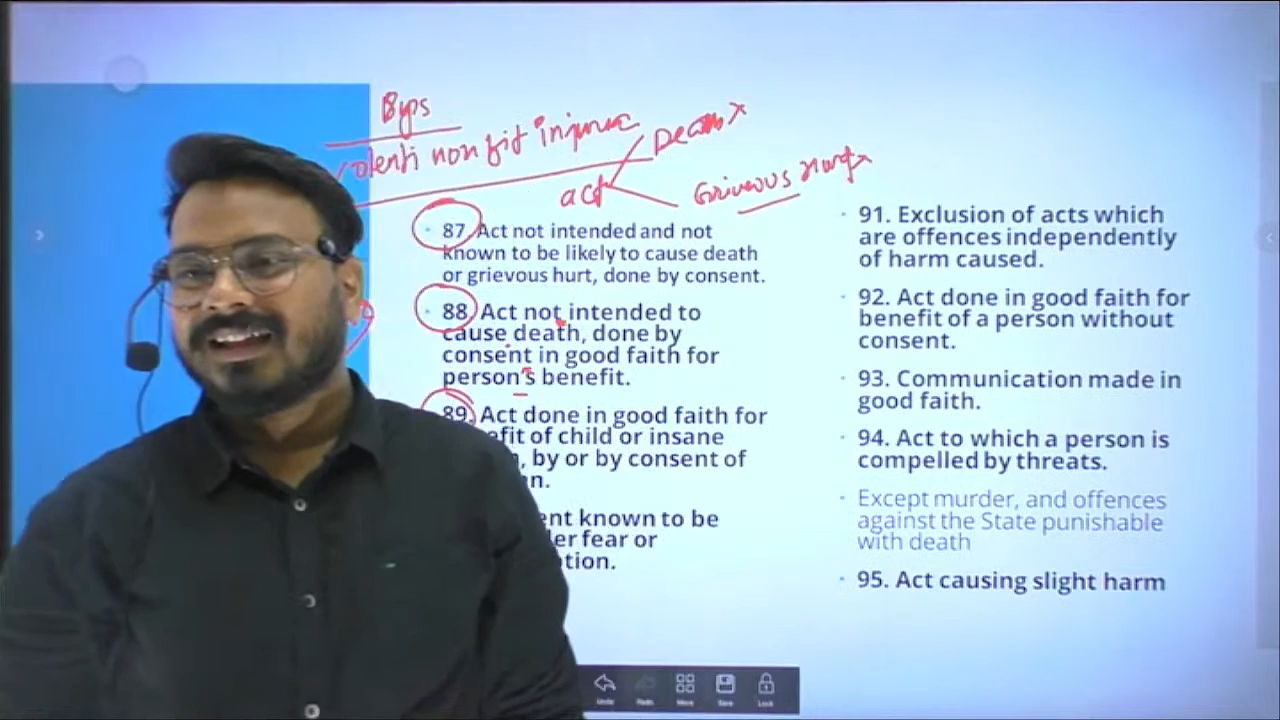 8yrs
volenti non fit injuria
Death x
act
Griveous Hurt x
87. Act not intended and not
known to be likely to cause death
or grievous hurt, done by consent.
88. Act not intended to
cause death, done by
consent in good faith for
person's benefit.
89. Act done in good faith for
efit of child or insane
, by or by consent of
n.
ent known to be
er fear or
tion.
91. Exclusion of acts which
are offences independently
of harm caused.
92. Act done in good faith for
benefit of a person without
consent.
93. Communication made in
good faith.
94. Act to which a person is
compelled by threats.
Except murder, and offences
against the State punishable
with death
95. Act causing slight harm
Undo Redo Move Save Lock